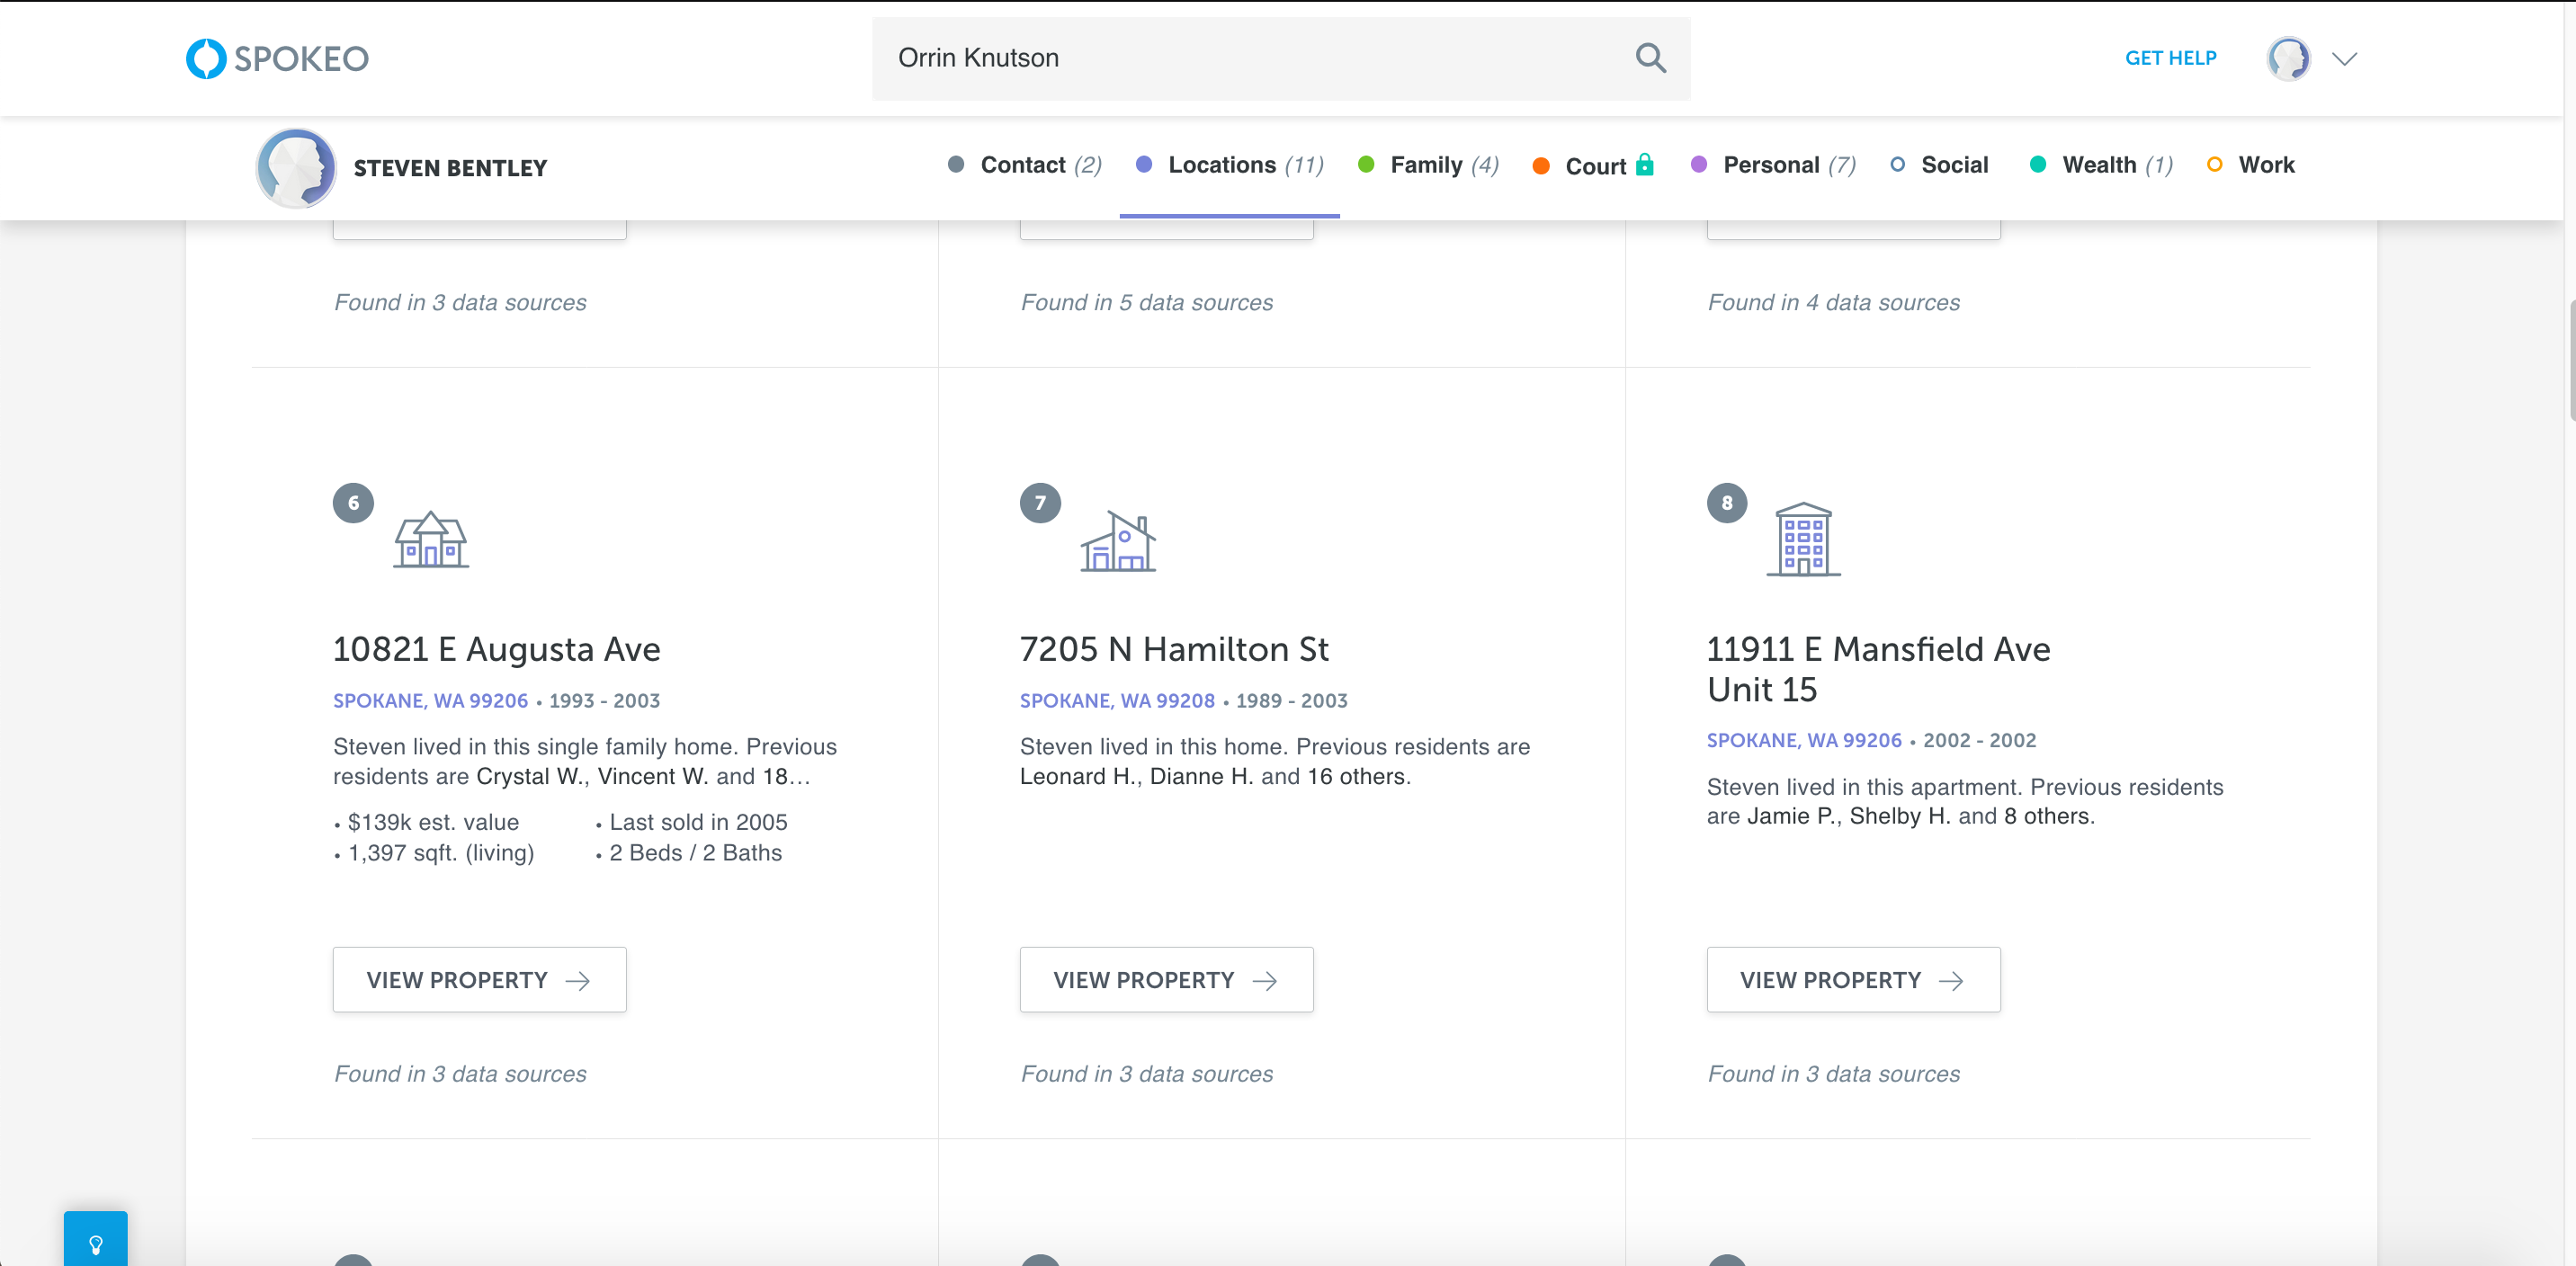 SPOKEO
Orrin Knutson
GET HELP
STEVEN BENTLEY
Contact (2)
Locations (11)
Family (4)
Court
Personal (7)
Social
Wealth (1)
Work
Found in 3 data sources
Found in 5 data sources
Found in 4 data sources
6
10821 E Augusta Ave
SPOKANE, WA 99206 • 1993 - 2003
Steven lived in this single family home. Previous
residents are Crystal W., Vincent W. and 18...
• $139k est. value
• Last sold in 2005
• 1,397 sqft. (living)
• 2 Beds / 2 Baths
VIEW PROPERTY →
Found in 3 data sources
7
7205 N Hamilton St
SPOKANE, WA 99208 • 1989 - 2003
Steven lived in this home. Previous residents are
Leonard H., Dianne H. and 16 others.
VIEW PROPERTY →
Found in 3 data sources
8
11911 E Mansfield Ave
Unit 15
SPOKANE, WA 99206 • 2002 - 2002
Steven lived in this apartment. Previous residents
are Jamie P., Shelby H. and 8 others.
VIEW PROPERTY →
Found in 3 data sources